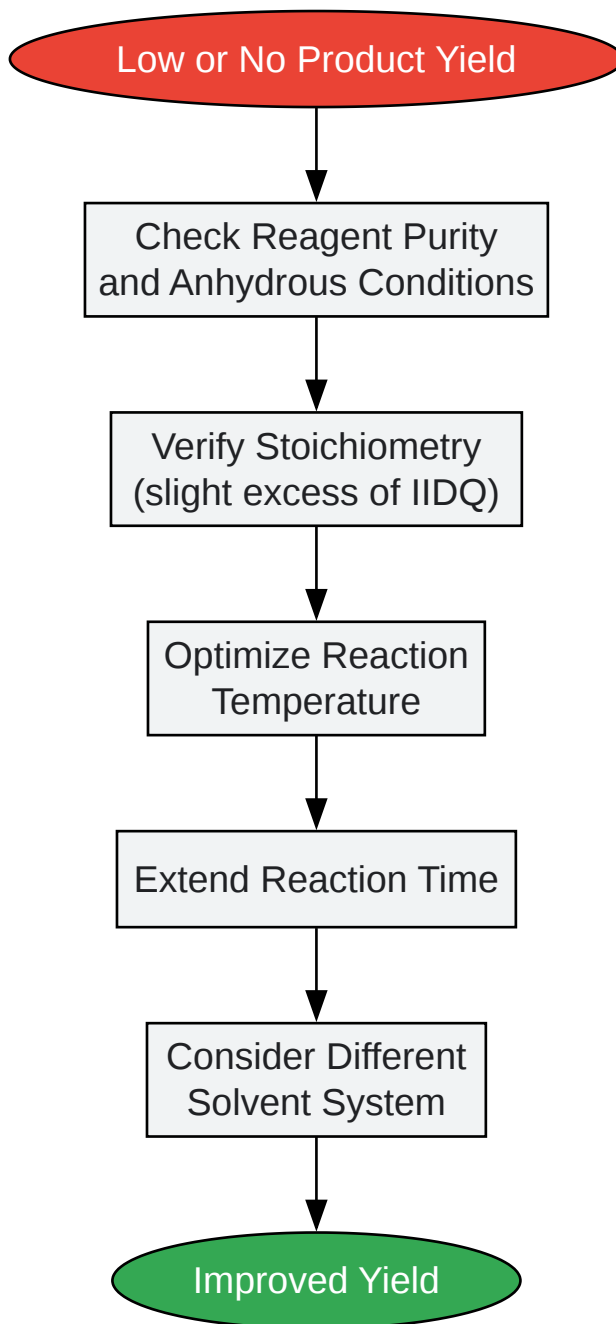 Low or No Product Yield
Check Reagent Purity
and Anhydrous Conditions
Verify Stoichiometry
(slight excess of IIDQ)
Optimize Reaction
Temperature
Extend Reaction Time
Consider Different
Solvent System
Improved Yield